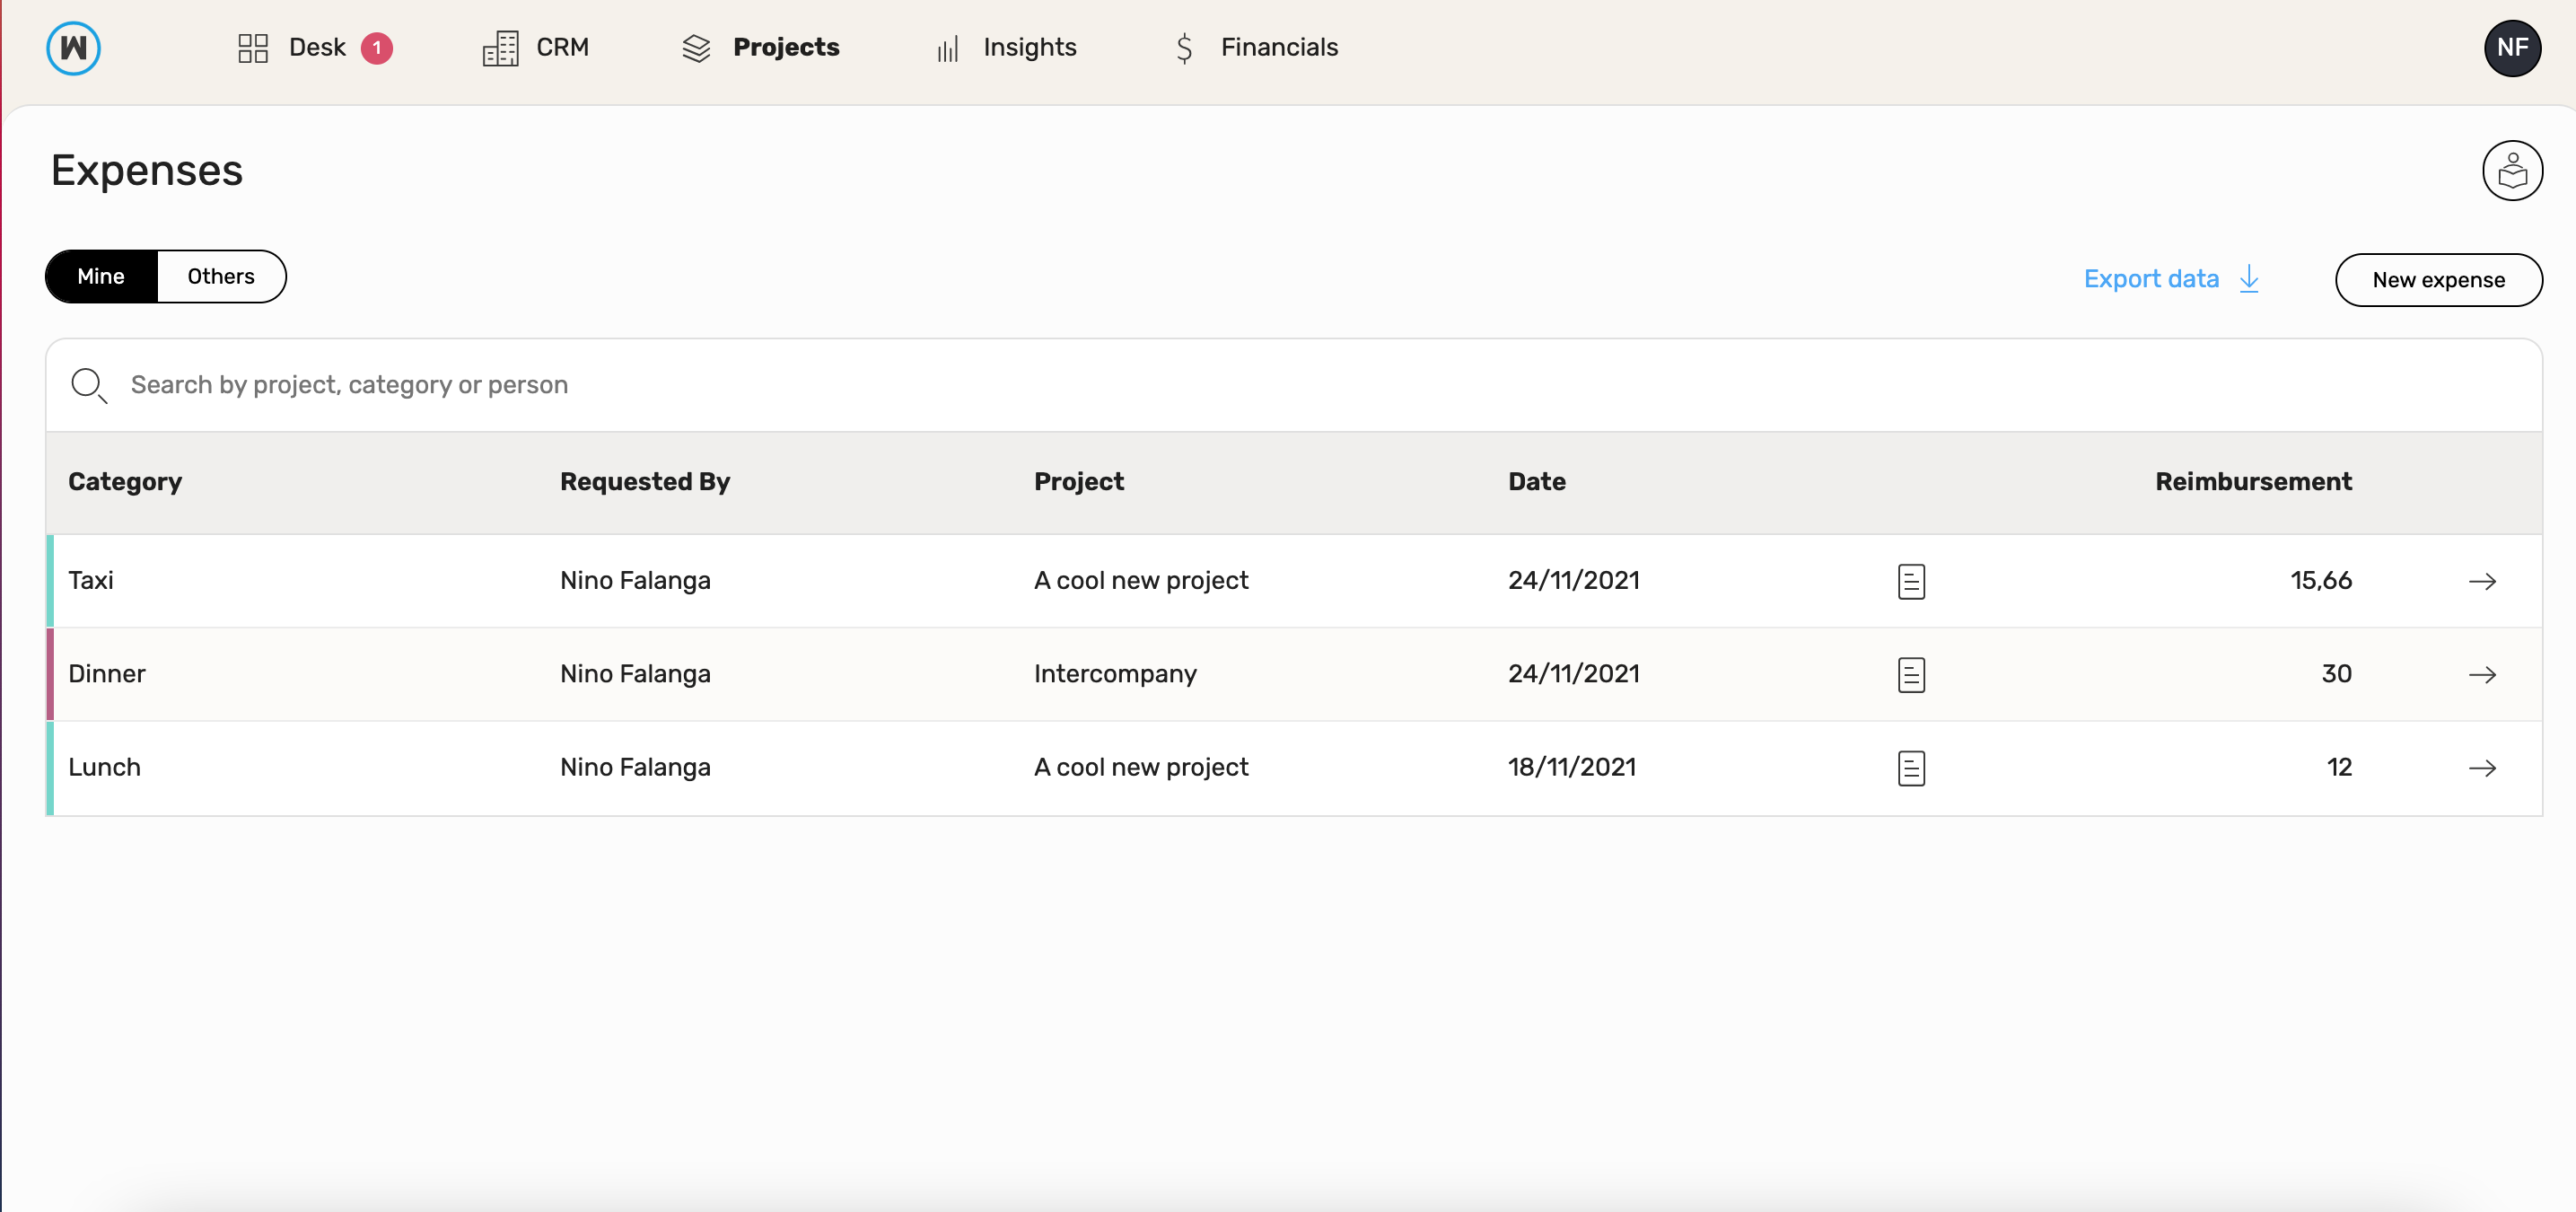 W Desk 1 CRM Projects Insights Financials NF
Expenses
Mine Others Export data New expense
Search by project, category or person
Category Requested By Project Date Reimbursement
Taxi Nino Falanga A cool new project 24/11/2021 15,66
Dinner Nino Falanga Intercompany 24/11/2021 30
Lunch Nino Falanga A cool new project 18/11/2021 12